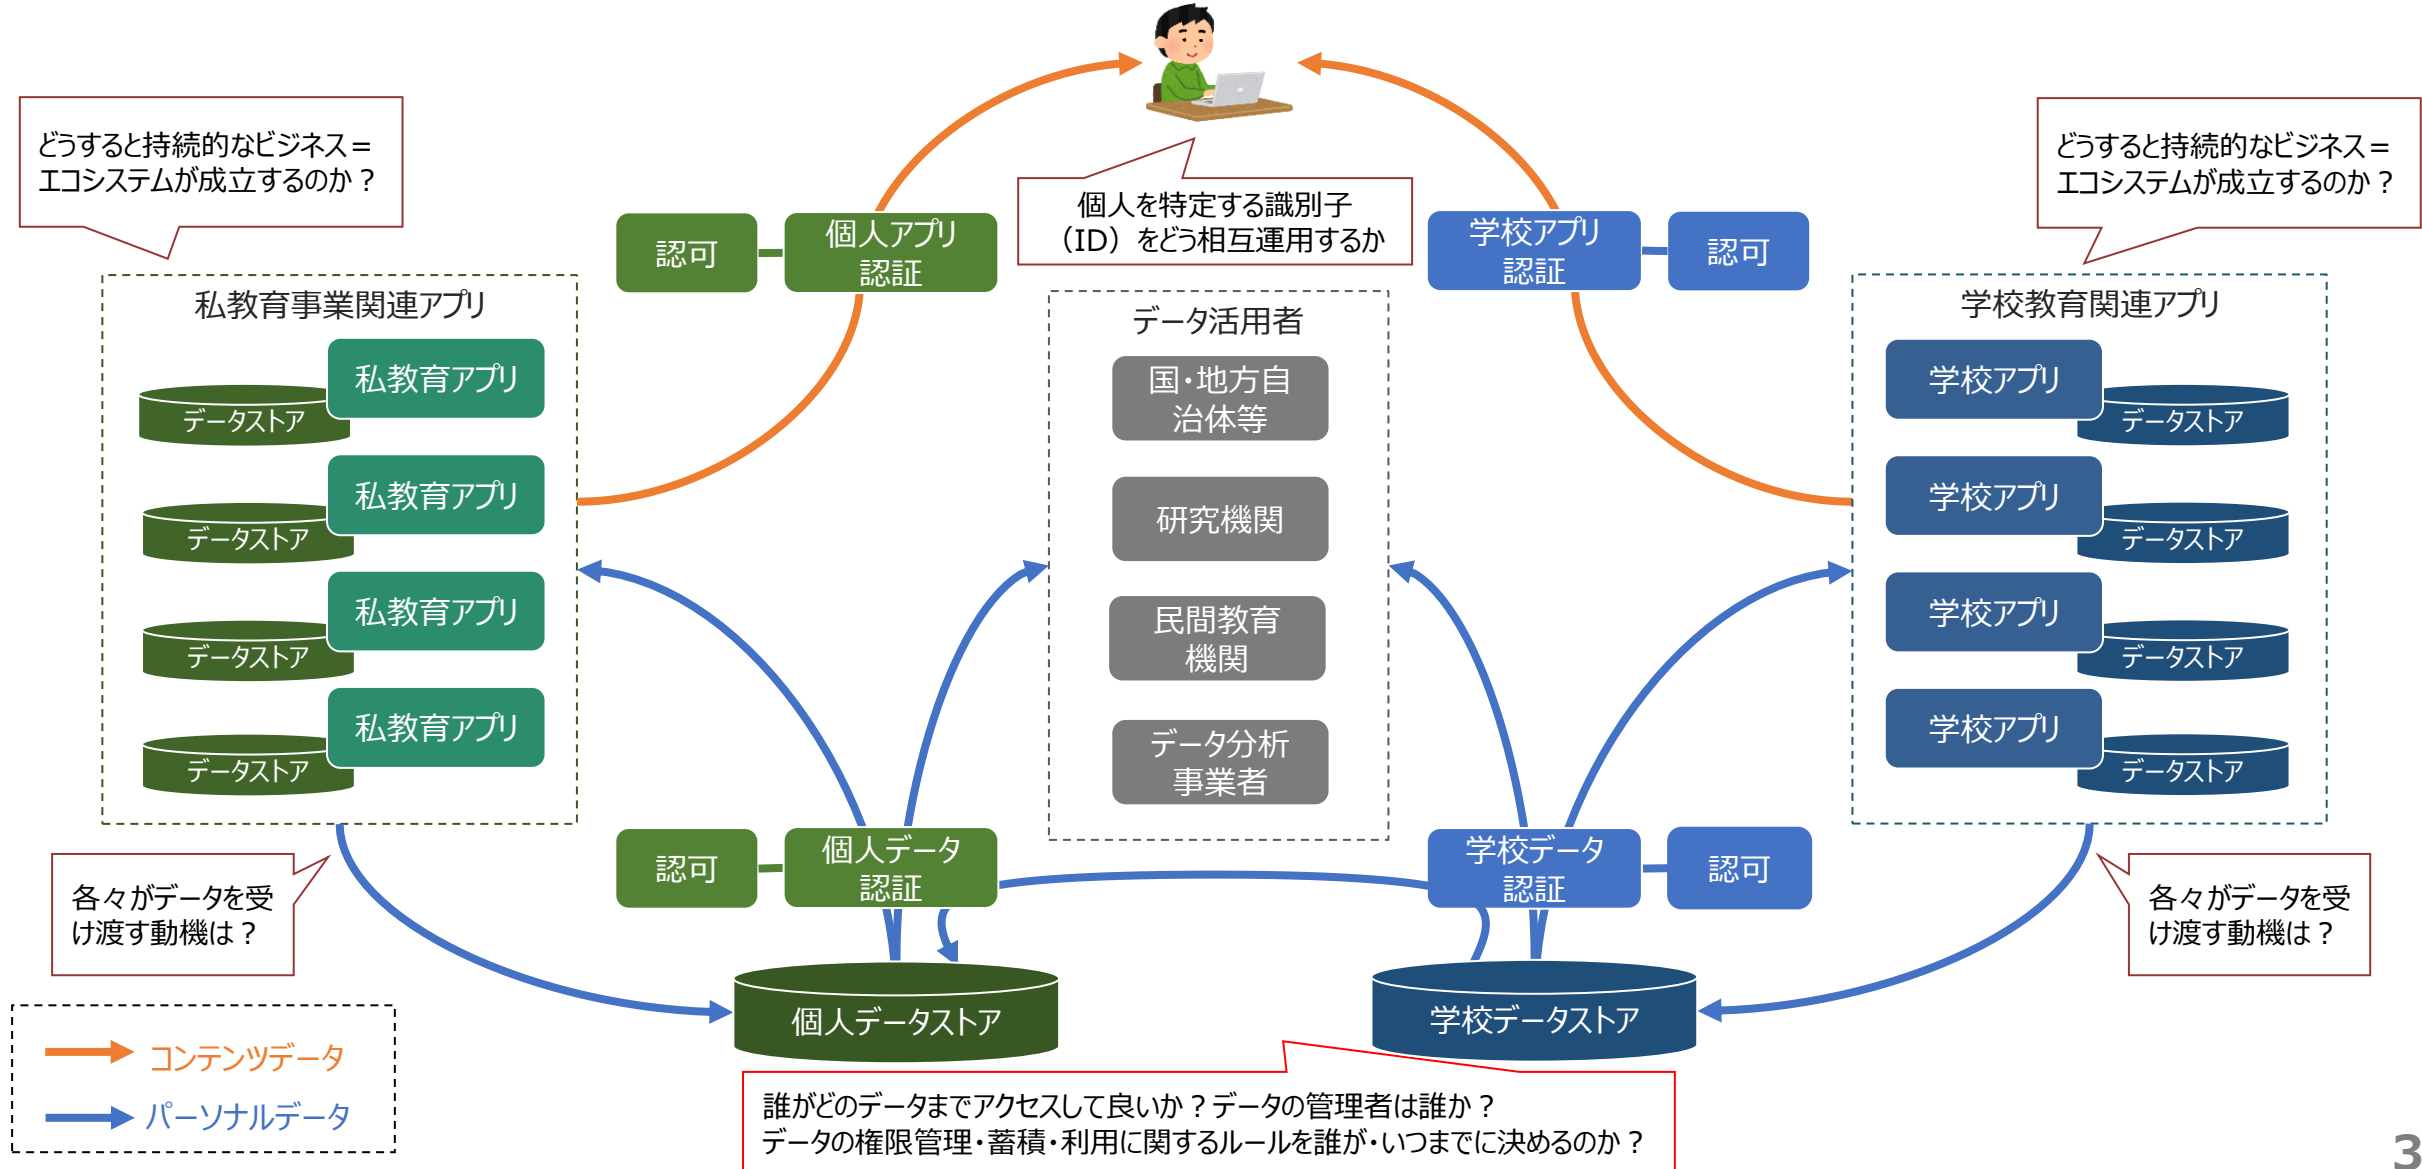 どうすると持続的なビジネス=
エコシステムが成立するのか?
個人を特定する識別子
(ID)をどう相互運用するか
どうすると持続的なビジネス=
エコシステムが成立するのか?
認可
個人アプリ
認証
学校アプリ
認証
認可
私教育事業関連アプリ
私教育アプリ
データストア
私教育アプリ
データストア
私教育アプリ
データストア
私教育アプリ
データストア
データ活用者
国・地方自
治体等
研究機関
民間教育
機関
データ分析
事業者
学校教育関連アプリ
学校アプリ
データストア
学校アプリ
データストア
学校アプリ
データストア
学校アプリ
データストア
各々がデータを受
け渡す動機は?
認可
個人データ
認証
学校データ
認証
認可
各々がデータを受
け渡す動機は?
個人データストア
学校データストア
コンテンツデータ
パーソナルデータ
誰がどのデータまでアクセスして良いか?データの管理者は誰か?
データの権限管理・蓄積・利用に関するルールを誰が・いつまでに決めるのか?
3